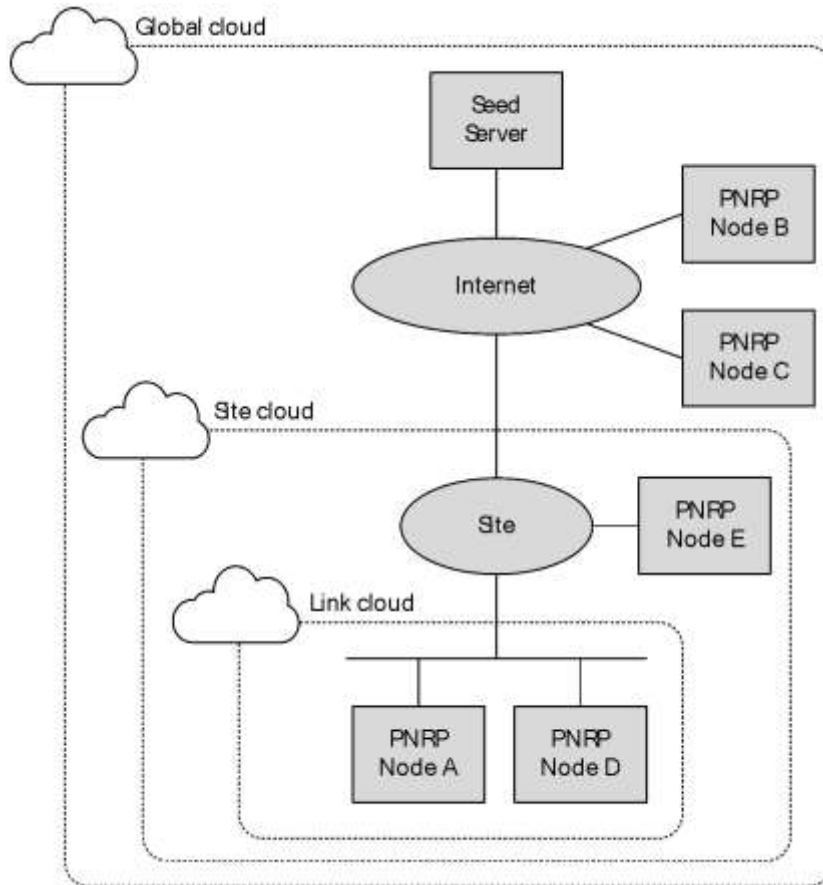 Global cloud
Seed
Server
PNRP
Node B
Internet
PNRP
Node C
Site cloud
Site
PNRP
Node E
Link cloud
PNRP
Node A
PNRP
Node D